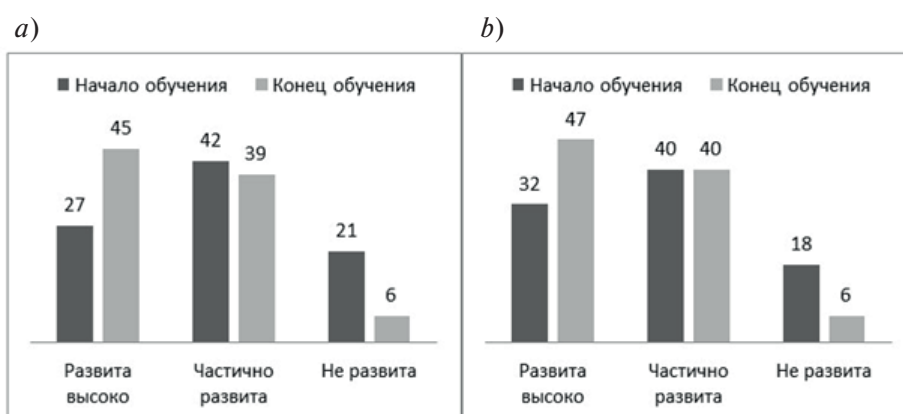 a)
Начало обучения Конец обучения
27 45 42 39 21 6
Развита высоко
Частично развита
Не развита
b)
Начало обучения Конец обучения
32 47 40 40 18 6
Развита высоко
Частично развита
Не развита